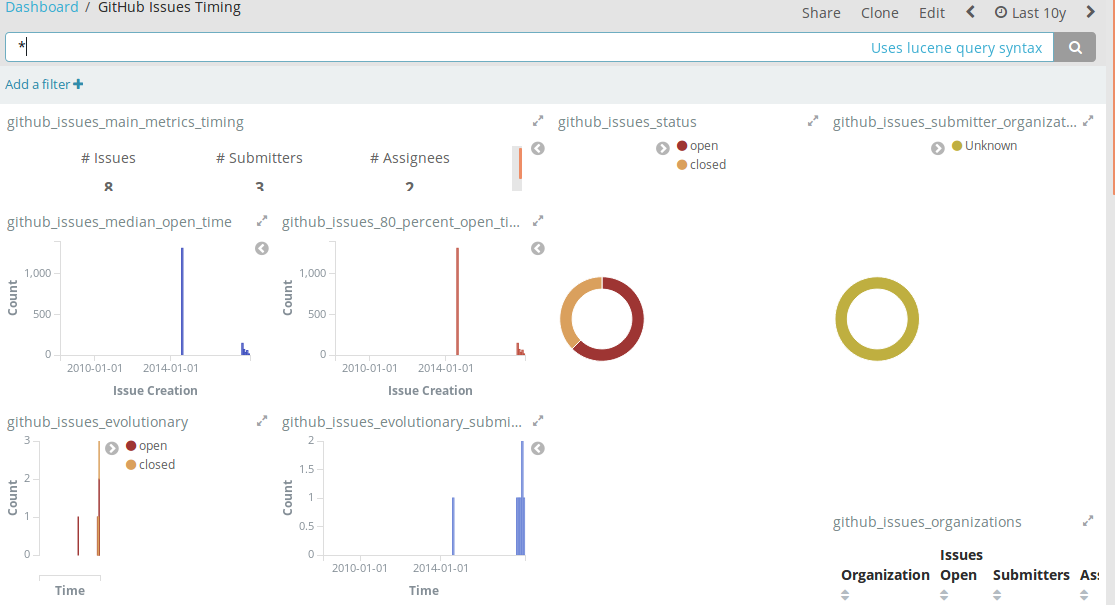 Dashboard / GitHub Issues Timing
Share Clone Edit Last 10y
*
Uses lucene query syntax
Add a filter +
github_issues_main_metrics_timing
# Issues # Submitters # Assignees
8 3 2
github_issues_status
open
closed
github_issues_submitter_organizat...
Unknown
github_issues_median_open_time
1,000
500
0
Count
2010-01-01 2014-01-01
Issue Creation
github_issues_80_percent_open_ti...
1,000
500
0
Count
2010-01-01 2014-01-01
Issue Creation
github_issues_evolutionary
open
closed
3
2
1
0
Count
Time
github_issues_evolutionary_submi...
2
1.5
1
0.5
0
Count
2010-01-01 2014-01-01
Time
github_issues_organizations
Organization Issues Open Submitters As